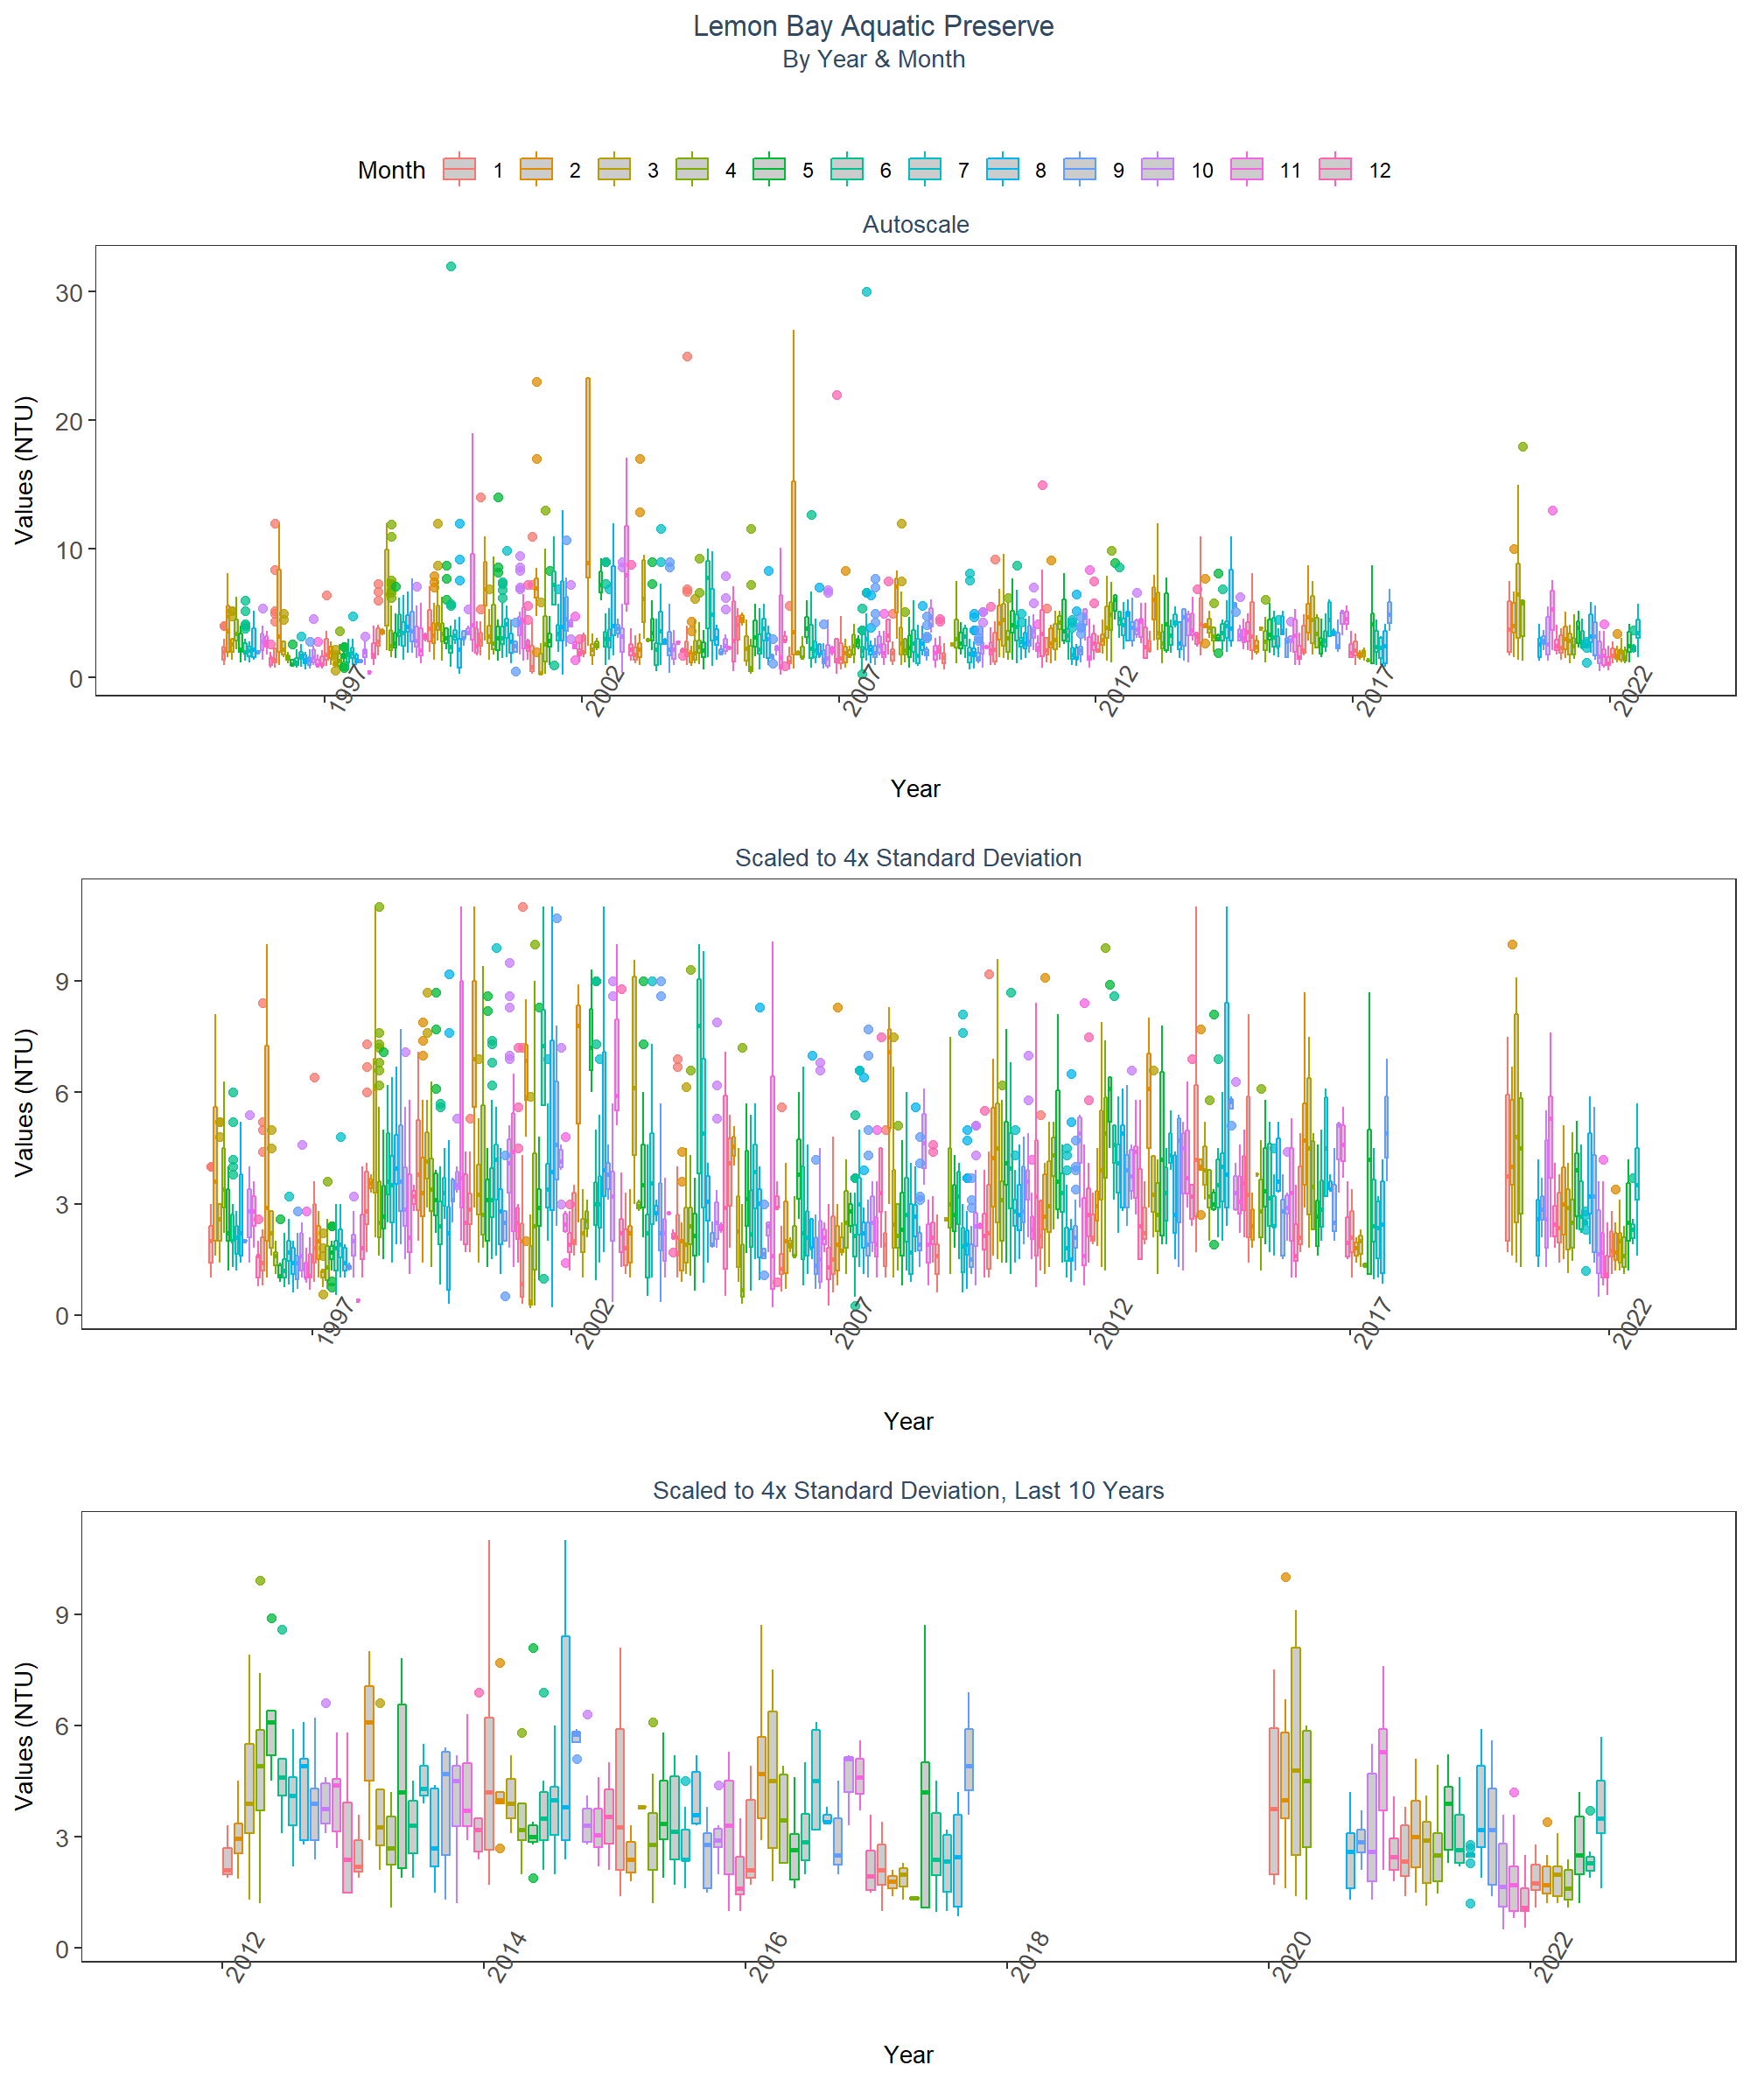 Lemon Bay Aquatic Preserve
By Year & Month
Month 1 2 3 4 5 6 7 8 9 10 11 12
Autoscale
Values (NTU)
30
20
10
0
1997 2002 2007 2012 2017 2022
Year
Scaled to 4x Standard Deviation
Values (NTU)
9
6
3
0
1997 2002 2007 2012 2017 2022
Year
Scaled to 4x Standard Deviation, Last 10 Years
Values (NTU)
9
6
3
0
2012 2014 2016 2018 2020 2022
Year